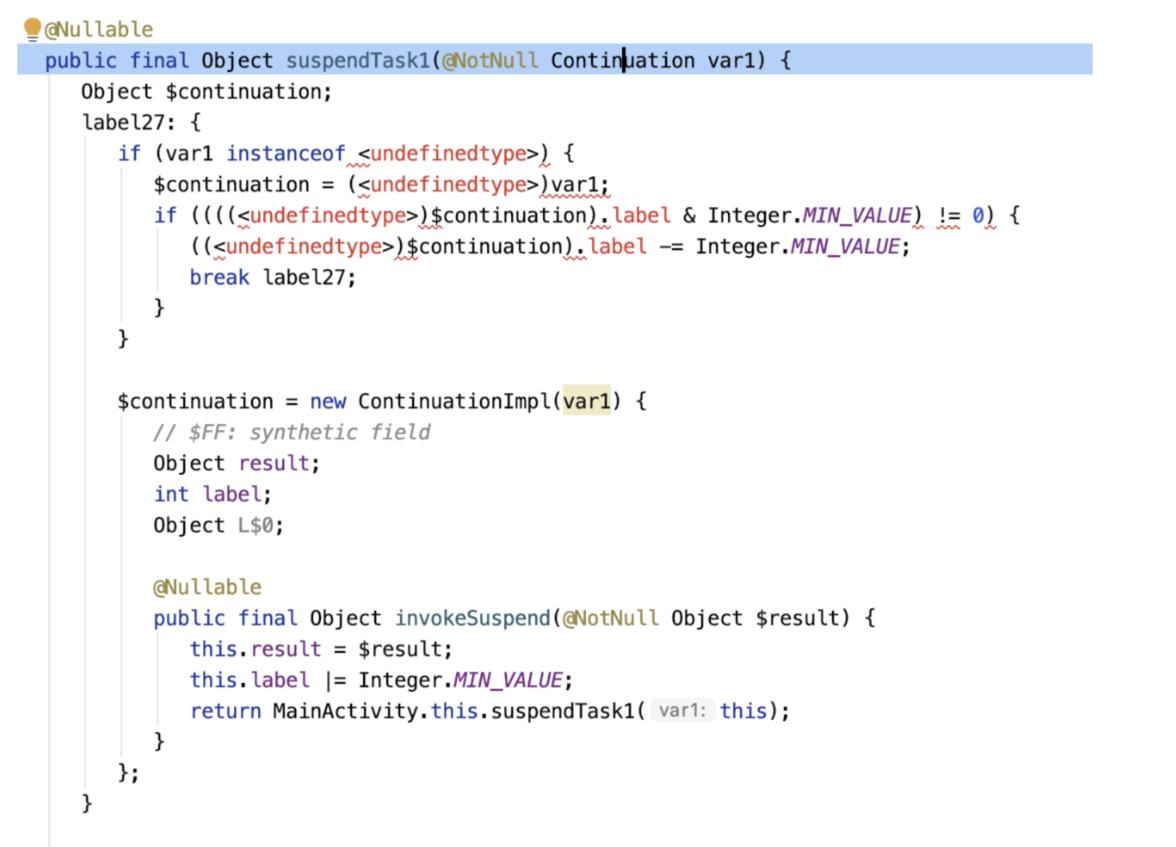 @Nullable
public final Object suspendTask1(@NotNull Continuation var1) {
Object $continuation;
label27: {
if (var1 instanceof <undefinedtype>) {
$continuation = (<undefinedtype>)var1;
if ((((<undefinedtype>)$continuation).label & Integer.MIN_VALUE) != 0) {
((<undefinedtype>)$continuation).label -= Integer.MIN_VALUE;
break label27;
}
}
$continuation = new ContinuationImpl(var1) {
// $FF: synthetic field
Object result;
int label;
Object L$0;
@Nullable
public final Object invokeSuspend(@NotNull Object $result) {
this.result = $result;
this.label |= Integer.MIN_VALUE;
return MainActivity.this.suspendTask1( var1: this);
}
};
}